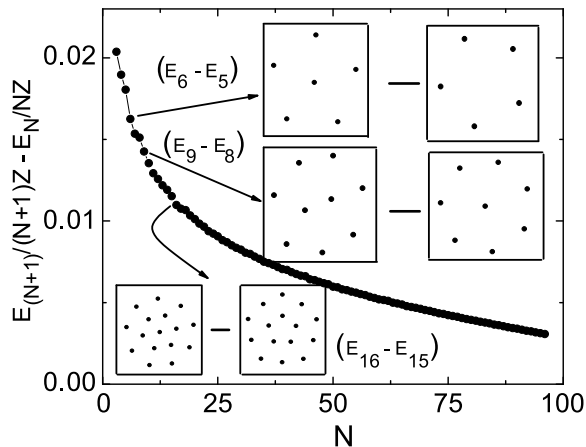 0.02
(E₆ – E₅)
(E₉ – E₈)
0.01
(E₁₆ – E₁₅)
0.00
0 25 50 75 100
N
E₍N+1₎/(N+1)Z - E_N/NZ